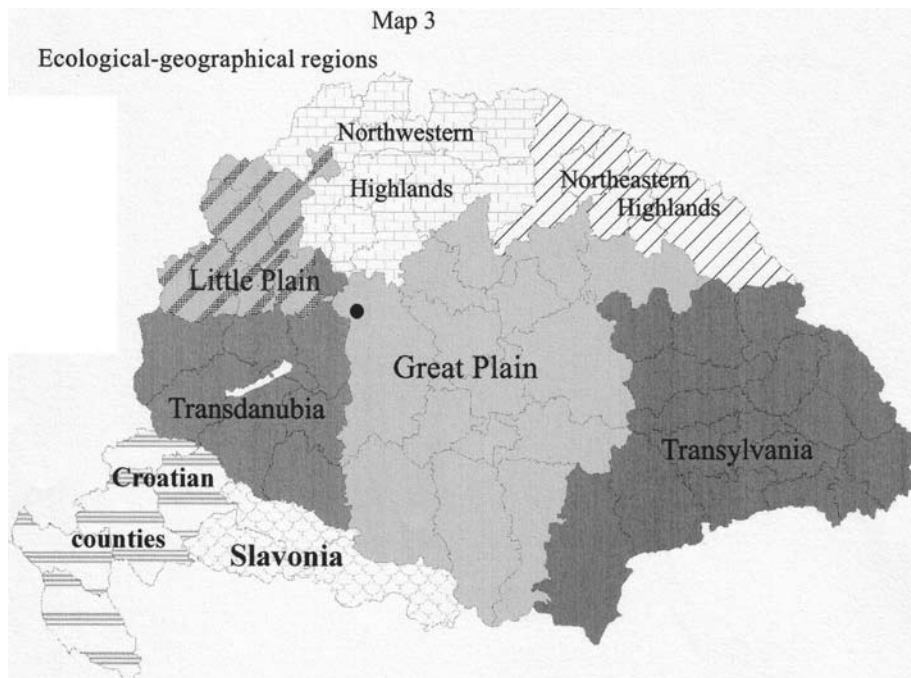 Map 3
Ecological-geographical regions
Northwestern
Highlands
Northeastern
Highlands
Little Plain
Great Plain
Transdanubia
Transylvania
Croatian
counties
Slavonia